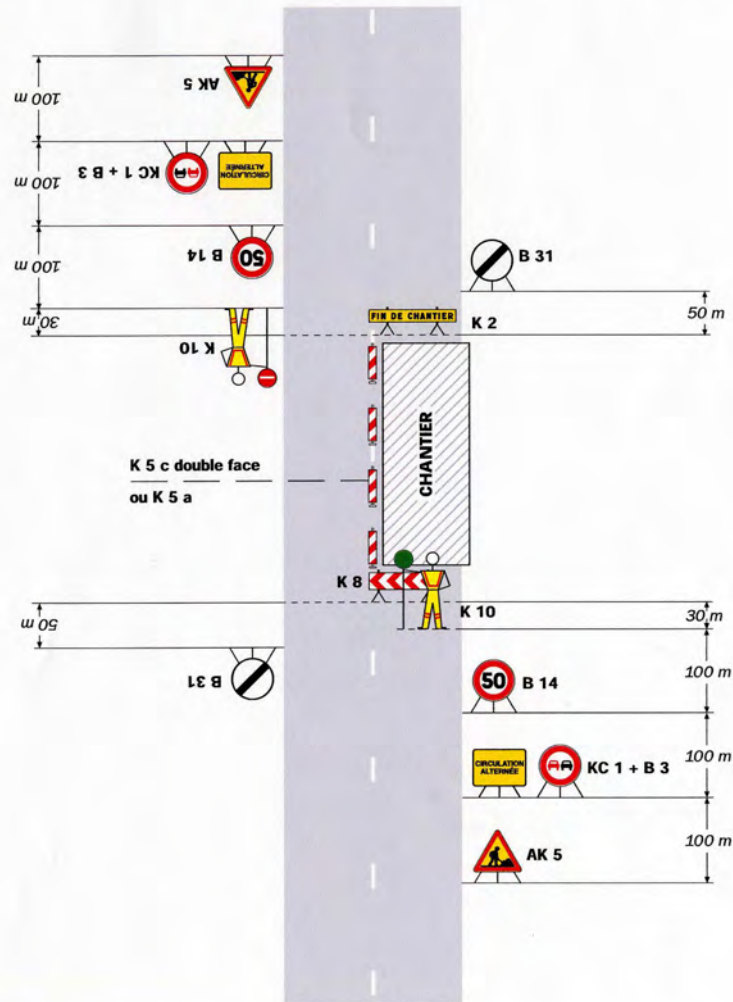 AK 5
100 m
KC 1 + B 3
CIRCULATION
ALTERNÉE
100 m
50
B 14
100 m
B 31
50 m
30 m
FIN DE CHANTIER
K 2
K 10
CHANTIER
K 5 c double face
ou K 5 a
K 8
K 10
30 m
50 m
B 31
50
B 14
100 m
CIRCULATION
ALTERNÉE
KC 1 + B 3
100 m
AK 5
100 m